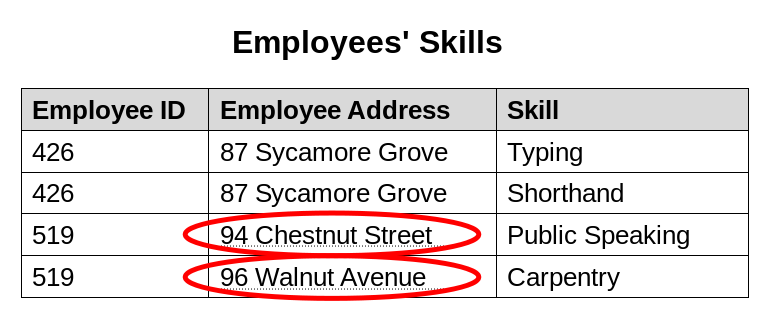 Employees' Skills
Employee ID Employee Address Skill
426 87 Sycamore Grove Typing
426 87 Sycamore Grove Shorthand
519 94 Chestnut Street Public Speaking
519 96 Walnut Avenue Carpentry